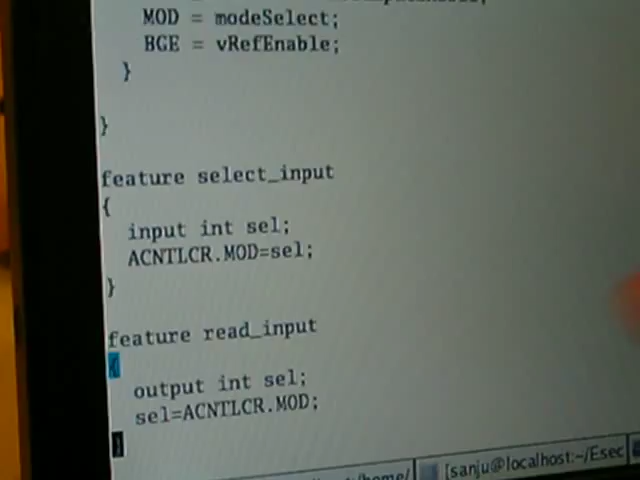 MOD = modeSelect;
BGE = vRefEnable;
}
}
feature select_input
{
input int sel;
ACNTLCR.MOD=sel;
}
feature read_input
{
output int sel;
sel=ACNTLCR.MOD;
}
[sanju@localhost:~/Esec